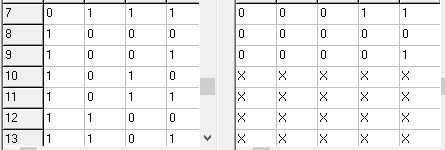 7 0 1 1 1 0 0 0 1 1
8 1 0 0 0 0 0 0 0 0
9 1 0 0 1 0 0 0 0 1
10 1 0 1 0 X X X X X
11 1 0 1 1 X X X X X
12 1 1 0 0 X X X X X
13 1 1 0 1 X X X X X